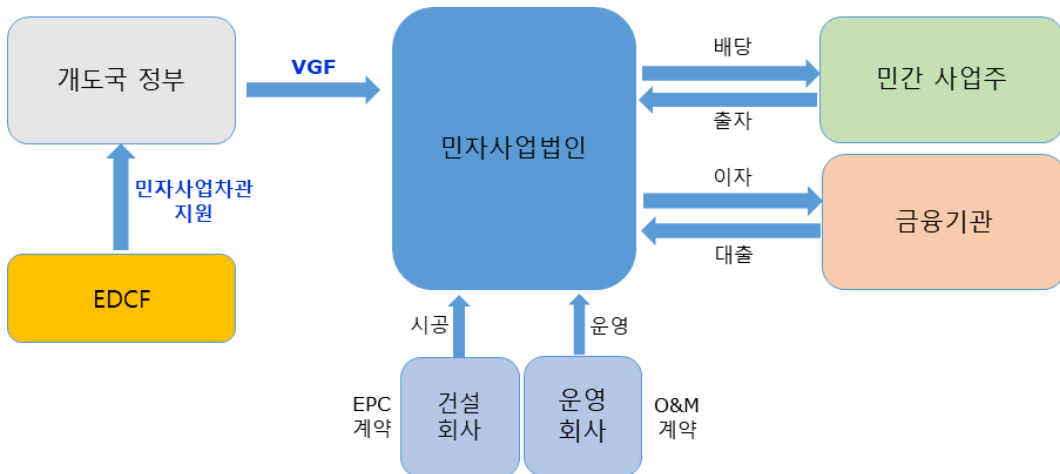 개도국 정부
VGF
민자사업차관
지원
EDCF
민자사업법인
배당
출자
민간 사업주
이자
대출
금융기관
시공
운영
EPC
계약
건설
회사
운영
회사
O&M
계약